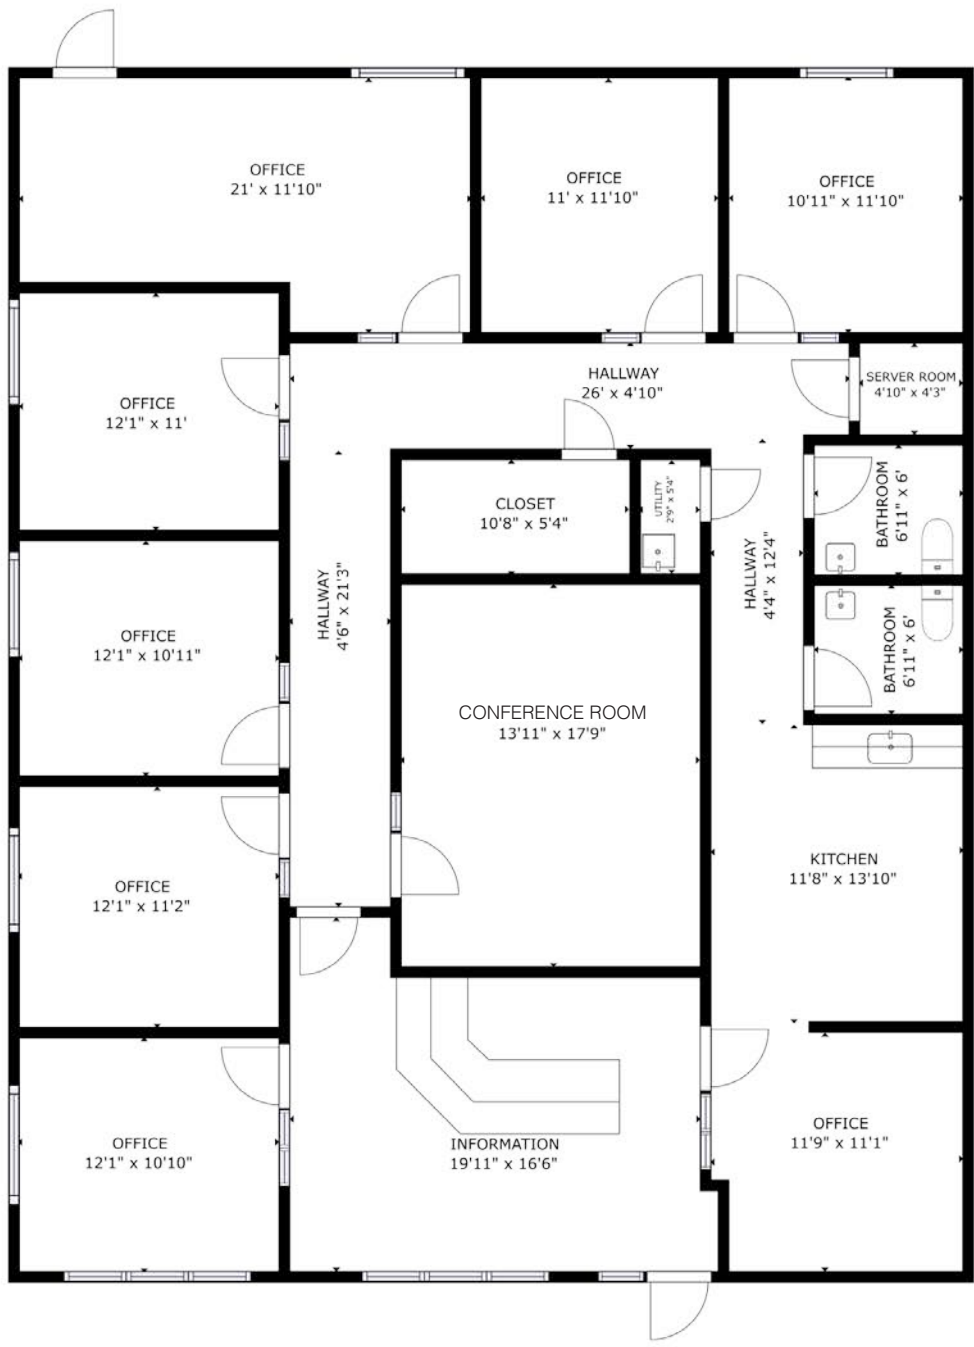 OFFICE
21' x 11'10"
OFFICE
11' x 11'10"
OFFICE
10'11" x 11'10"
HALLWAY
26' x 4'10"
SERVER ROOM
4'10" x 4'3"
OFFICE
12'1" x 11'
CLOSET
10'8" x 5'4"
UTILITY
2'9" x 5'4"
BATHROOM
6'11" x 6'
HALLWAY
4'6" x 21'3"
HALLWAY
4'4" x 12'4"
OFFICE
12'1" x 10'11"
BATHROOM
6'11" x 6'
CONFERENCE ROOM
13'11" x 17'9"
KITCHEN
11'8" x 13'10"
OFFICE
12'1" x 11'2"
OFFICE
12'1" x 10'10"
INFORMATION
19'11" x 16'6"
OFFICE
11'9" x 11'1"